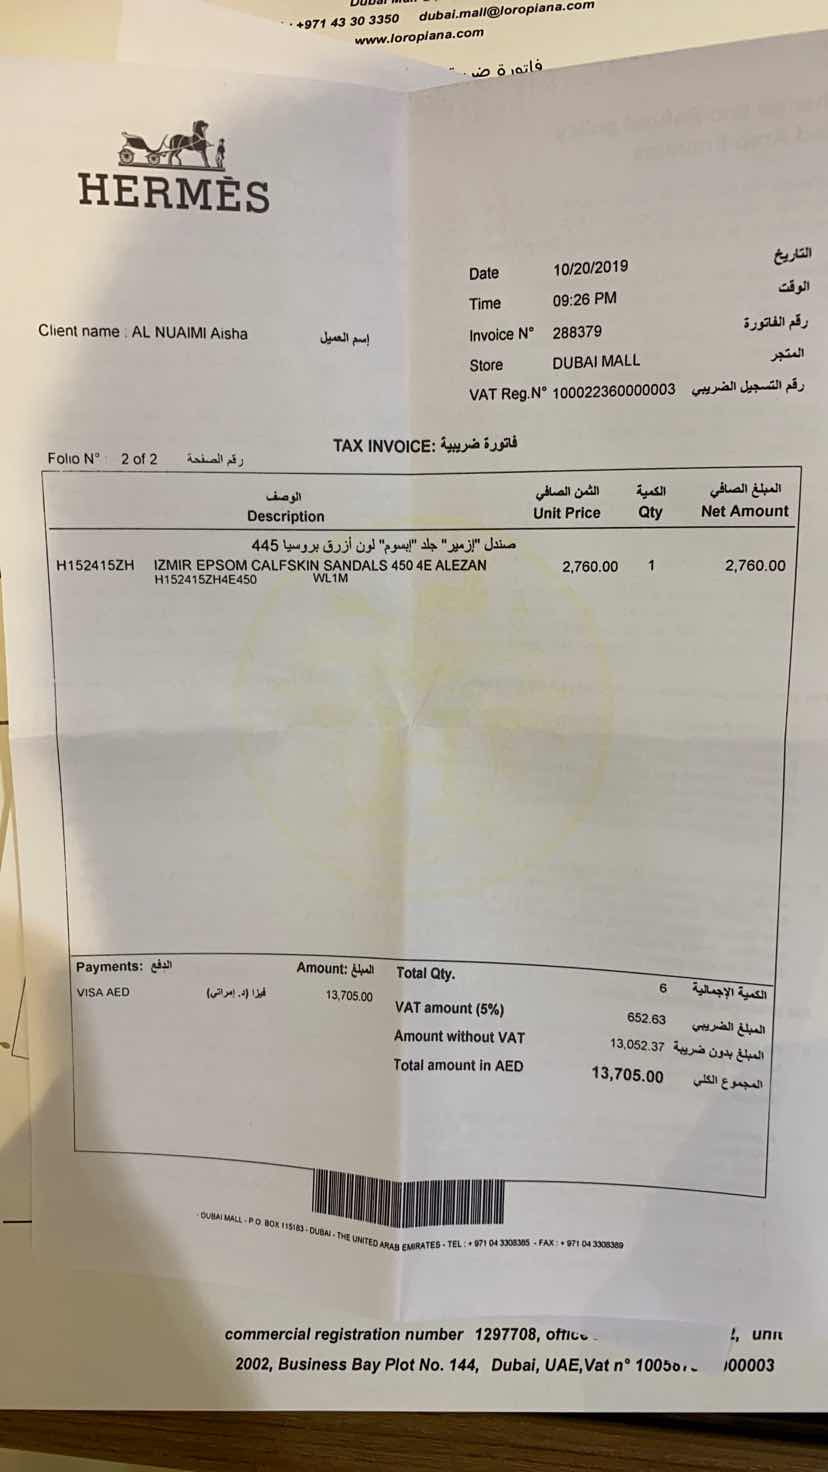 +971 43 30 3350 dubai.mall@loropiana.com
www.loropiana.com
فاتورة
HERMÈS
Date 10/20/2019 التاريخ
Time 09:26 PM الوقت
Client name : AL NUAIMI Aisha إسم العميل
Invoice N° 288379 رقم الفاتورة
Store DUBAI MALL المتجر
VAT Reg.N° 100022360000003 رقم التسجيل الضريبي
TAX INVOICE: فاتورة ضريبية
Folio N° 2 of 2 رقم الصفحة
الوصف الثمن الصافي الكمية المبلغ الصافي
Description Unit Price Qty Net Amount
صندل "إزمير" جلد "إبسوم" لون أزرق بروسيا 445
H152415ZH IZMIR EPSOM CALFSKIN SANDALS 450 4E ALEZAN 2,760.00 1 2,760.00
H152415ZH4E450 WL1M
Payments: الدفع Amount: المبلغ Total Qty. 6 الكمية الإجمالية
VISA AED فيزا (د. إمراتي) 13,705.00 VAT amount (5%) 652.63 المبلغ الضريبي
Amount without VAT 13,052.37 المبلغ بدون ضريبة
Total amount in AED 13,705.00 المجموع الكلي
DUBAI MALL - P.O. BOX 115183 - DUBAI - THE UNITED ARAB EMIRATES - TEL : + 971 04 3308385 - FAX : + 971 04 3308389
commercial registration number 1297708, office unit
2002, Business Bay Plot No. 144, Dubai, UAE,Vat n°